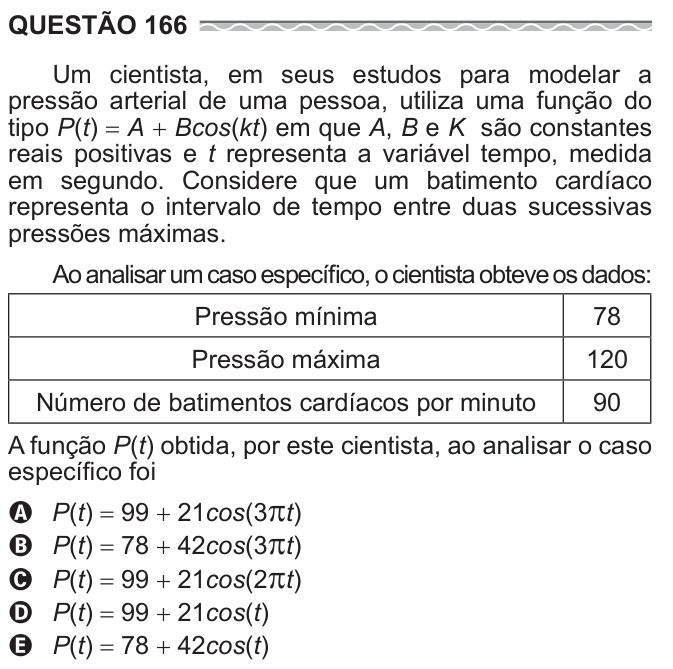 QUESTÃO 166
Um cientista, em seus estudos para modelar a
pressão arterial de uma pessoa, utiliza uma função do
tipo P(t) = A + Bcos(kt) em que A, B e K são constantes
reais positivas e t representa a variável tempo, medida
em segundo. Considere que um batimento cardíaco
representa o intervalo de tempo entre duas sucessivas
pressões máximas.
Ao analisar um caso específico, o cientista obteve os dados:
Pressão mínima 78
Pressão máxima 120
Número de batimentos cardíacos por minuto 90
A função P(t) obtida, por este cientista, ao analisar o caso
específico foi
A P(t) = 99 + 21cos(3πt)
B P(t) = 78 + 42cos(3πt)
C P(t) = 99 + 21cos(2πt)
D P(t) = 99 + 21cos(t)
E P(t) = 78 + 42cos(t)